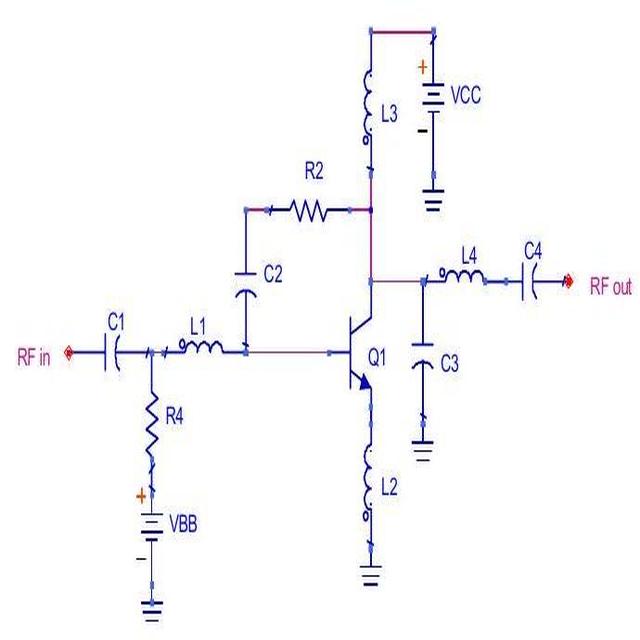 +
VCC
L3
-
R2
C2
L4
C4
RF out
C1
L1
RF in
Q1
C3
R4
L2
+
VBB
-